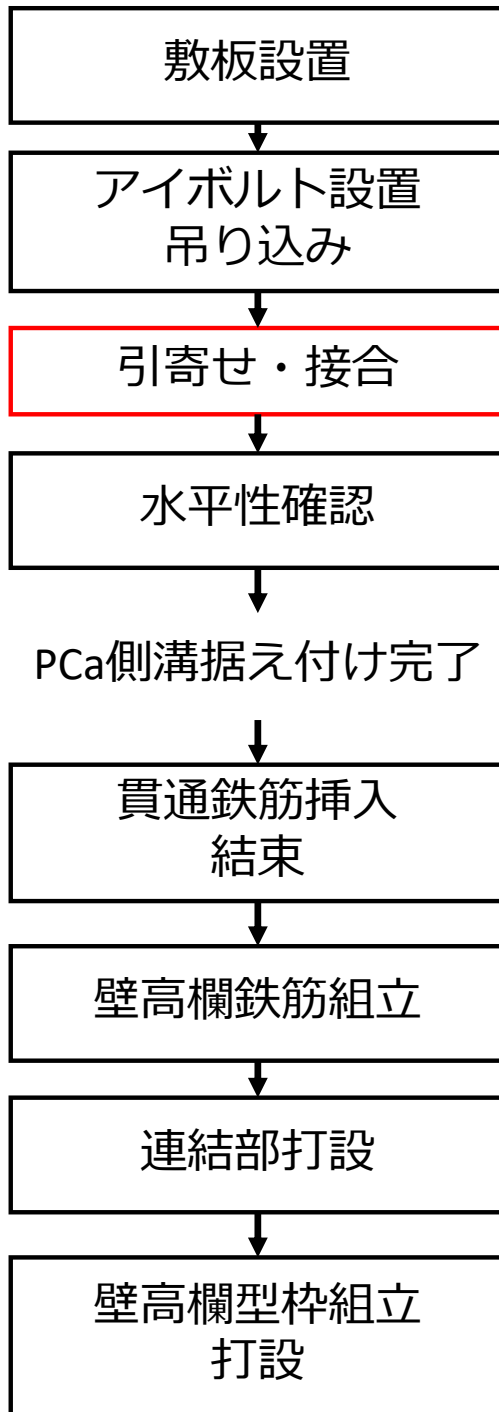 敷板設置
アイボルト設置
吊り込み
引寄せ・接合
水平性確認
PCa側溝据え付け完了
貫通鉄筋挿入
結束
壁高欄鉄筋組立
連結部打設
壁高欄型枠組立
打設